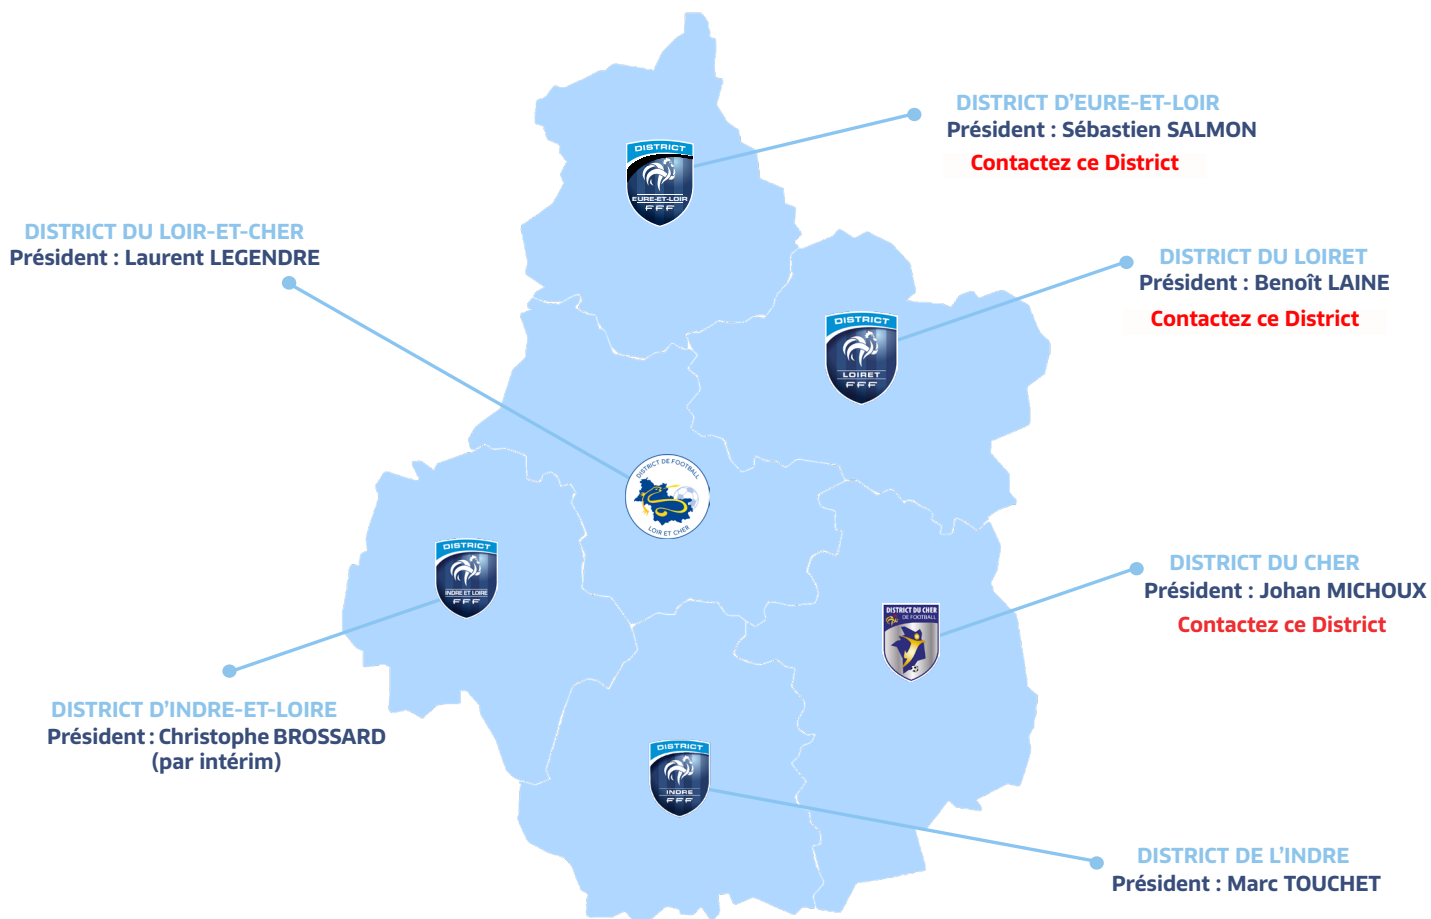 DISTRICT D'EURE-ET-LOIR
Président : Sébastien SALMON
Contactez ce District
DISTRICT
EURE-ET-LOIR
FFF
DISTRICT DU LOIR-ET-CHER
Président : Laurent LEGENDRE
DISTRICT DU LOIRET
Président : Benoît LAINE
Contactez ce District
DISTRICT
LOIRET
FFF
DISTRICT DE FOOTBALL
LOIR ET CHER
DISTRICT
INDRE ET LOIRE
FFF
DISTRICT DU CHER
Président : Johan MICHOUX
Contactez ce District
DISTRICT DU CHER
DE FOOTBALL
DISTRICT D'INDRE-ET-LOIRE
Président : Christophe BROSSARD
(par intérim)
DISTRICT
INDRE
FFF
DISTRICT DE L'INDRE
Président : Marc TOUCHET